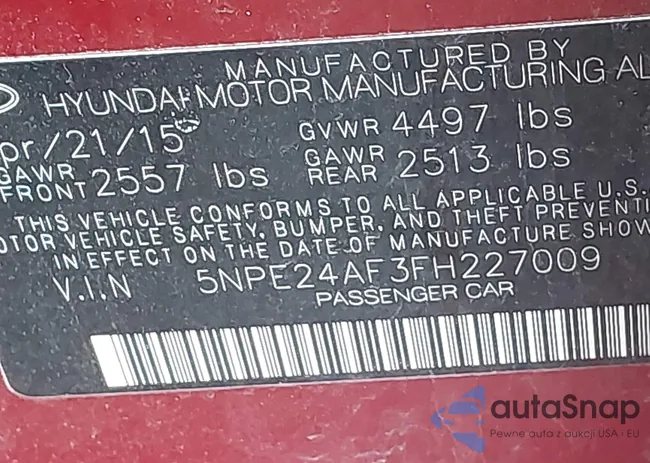 MANUFACTURED BY
HYUNDAI MOTOR MANUFACTURING AL
pr/21/15 GVWR 4497 lbs
GAWR FRONT 2557 lbs GAWR REAR 2513 lbs
THIS VEHICLE CONFORMS TO ALL APPLICABLE U.S.
OTOR VEHICLE SAFETY, BUMPER, AND THEFT PREVENTI
IN EFFECT ON THE DATE OF MANUFACTURE SHOW
V.I.N 5NPE24AF3FH227009
PASSENGER CAR
autaSnap
Pewne auta z aukcji USA i EU